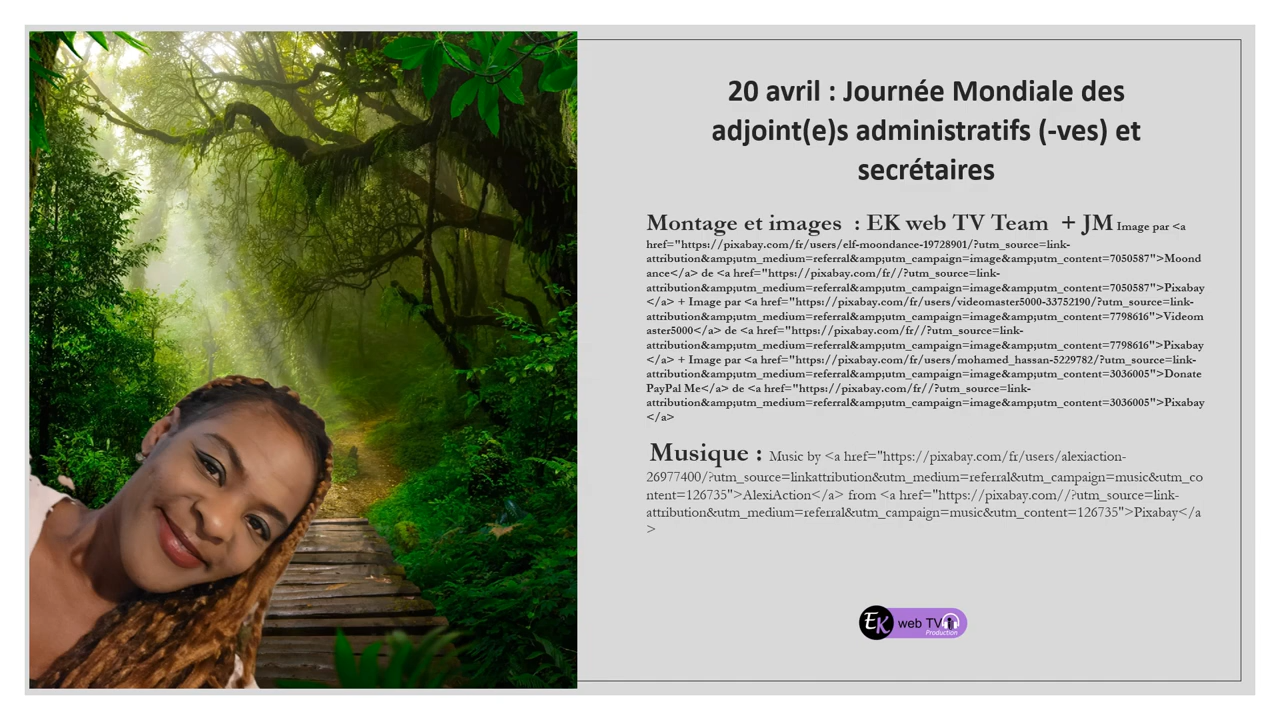 20 avril : Journée Mondiale des
adjoint(e)s administratifs (-ves) et
secrétaires
Montage et images : EK web TV Team + JM Image par <a
href="https://pixabay.com/fr/users/elf-moondance-19728901/?utm_source=link-
attribution&amp;utm_medium=referral&amp;utm_campaign=image&amp;utm_content=7050587">Moond
ance</a> de <a href="https://pixabay.com/fr//?utm_source=link-
attribution&amp;utm_medium=referral&amp;utm_campaign=image&amp;utm_content=7050587">Pixabay
</a> + Image par <a href="https://pixabay.com/fr/users/videomaster5000-33752190/?utm_source=link-
attribution&amp;utm_medium=referral&amp;utm_campaign=image&amp;utm_content=7798616">Videom
aster5000</a> de <a href="https://pixabay.com/fr//?utm_source=link-
attribution&amp;utm_medium=referral&amp;utm_campaign=image&amp;utm_content=7798616">Pixabay
</a> + Image par <a href="https://pixabay.com/fr/users/mohamed_hassan-5229782/?utm_source=link-
attribution&amp;utm_medium=referral&amp;utm_campaign=image&amp;utm_content=3036005">Donate
PayPal Me</a> de <a href="https://pixabay.com/fr//?utm_source=link-
attribution&amp;utm_medium=referral&amp;utm_campaign=image&amp;utm_content=3036005">Pixabay
</a>
Musique : Music by <a href="https://pixabay.com/fr/users/alexiaction-
26977400/?utm_source=linkattribution&utm_medium=referral&utm_campaign=music&utm_co
ntent=126735">AlexiAction</a> from <a href="https://pixabay.com//?utm_source=link-
attribution&utm_medium=referral&utm_campaign=music&utm_content=126735">Pixabay</a
>
EK web TV
Production